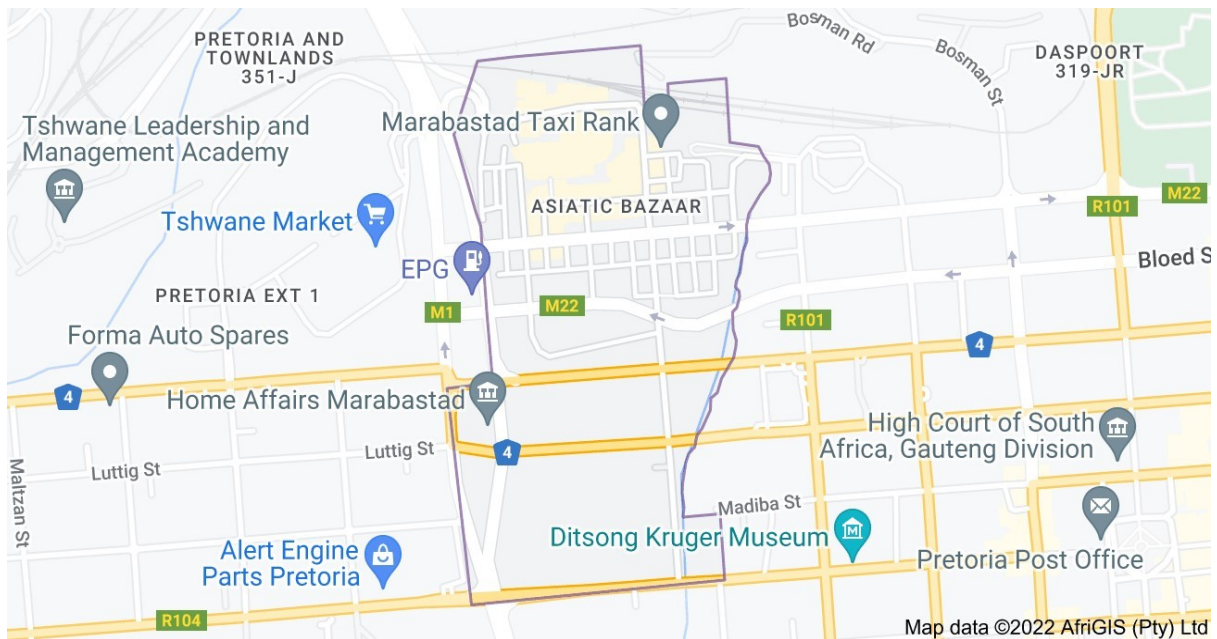 Bosman Rd
PRETORIA AND
TOWNLANDS
351-J
Bosman St
DASPOORT
319-JR
Tshwane Leadership and
Management Academy
Marabastad Taxi Rank
M22
R101
ASIATIC BAZAAR
Tshwane Market
EPG
Bloed S
PRETORIA EXT 1
M1
M22
R101
Forma Auto Spares
4
4
Home Affairs Marabastad
High Court of South
Africa, Gauteng Division
Luttig St
Luttig St
4
Maltzan St
Madiba St
Ditsong Kruger Museum
Pretoria Post Office
Alert Engine
Parts Pretoria
R104
Map data ©2022 AfriGIS (Pty) Ltd